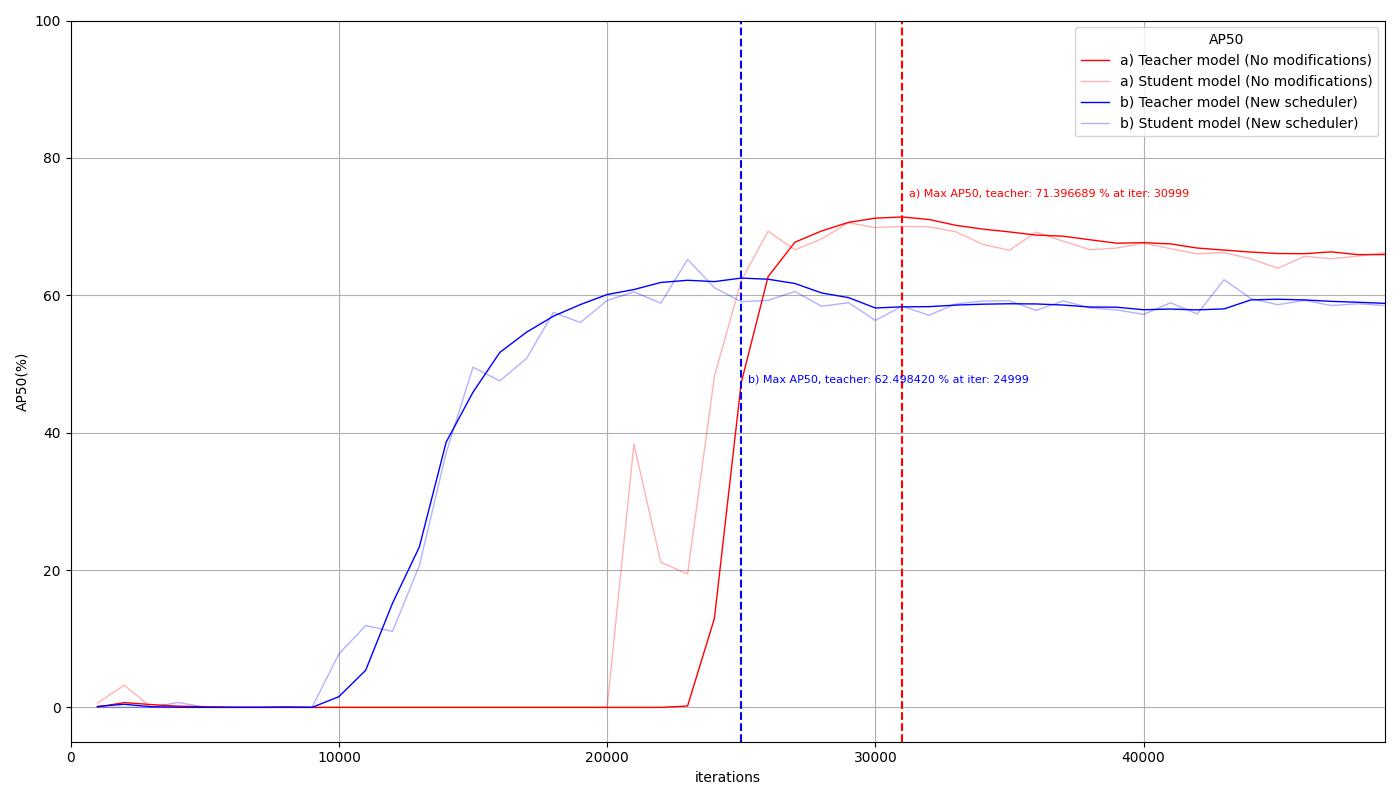 100
80
60
40
20
0
AP50(%)
0
10000
20000
30000
40000
iterations
AP50
a) Teacher model (No modifications)
a) Student model (No modifications)
b) Teacher model (New scheduler)
b) Student model (New scheduler)
a) Max AP50, teacher: 71.396689 % at iter: 30999
b) Max AP50, teacher: 62.498420 % at iter: 24999